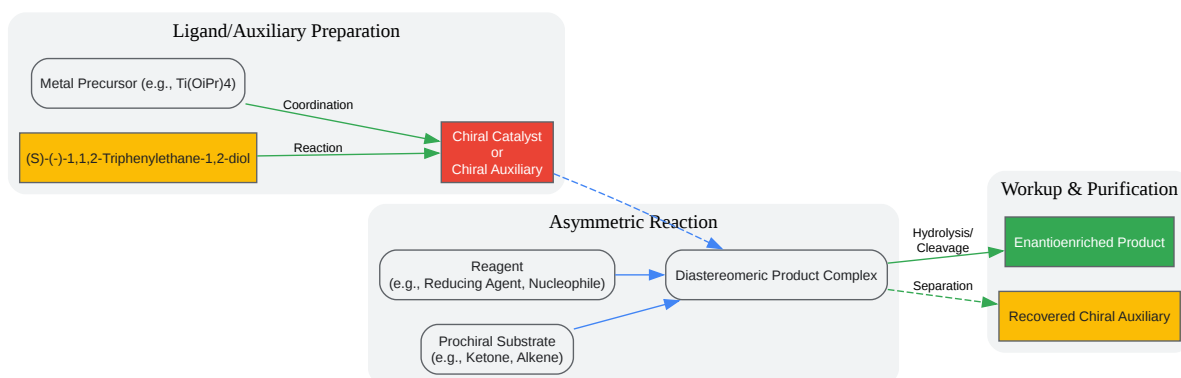 Ligand/Auxiliary Preparation
Metal Precursor (e.g., Ti(OiPr)4)
Coordination
(S)-(-)-1,1,2-Triphenylethane-1,2-diol
Reaction
Chiral Catalyst
or
Chiral Auxiliary
Asymmetric Reaction
Reagent
(e.g., Reducing Agent, Nucleophile)
Prochiral Substrate
(e.g., Ketone, Alkene)
Diastereomeric Product Complex
Hydrolysis/
Cleavage
Separation
Workup & Purification
Enantioenriched Product
Recovered Chiral Auxiliary